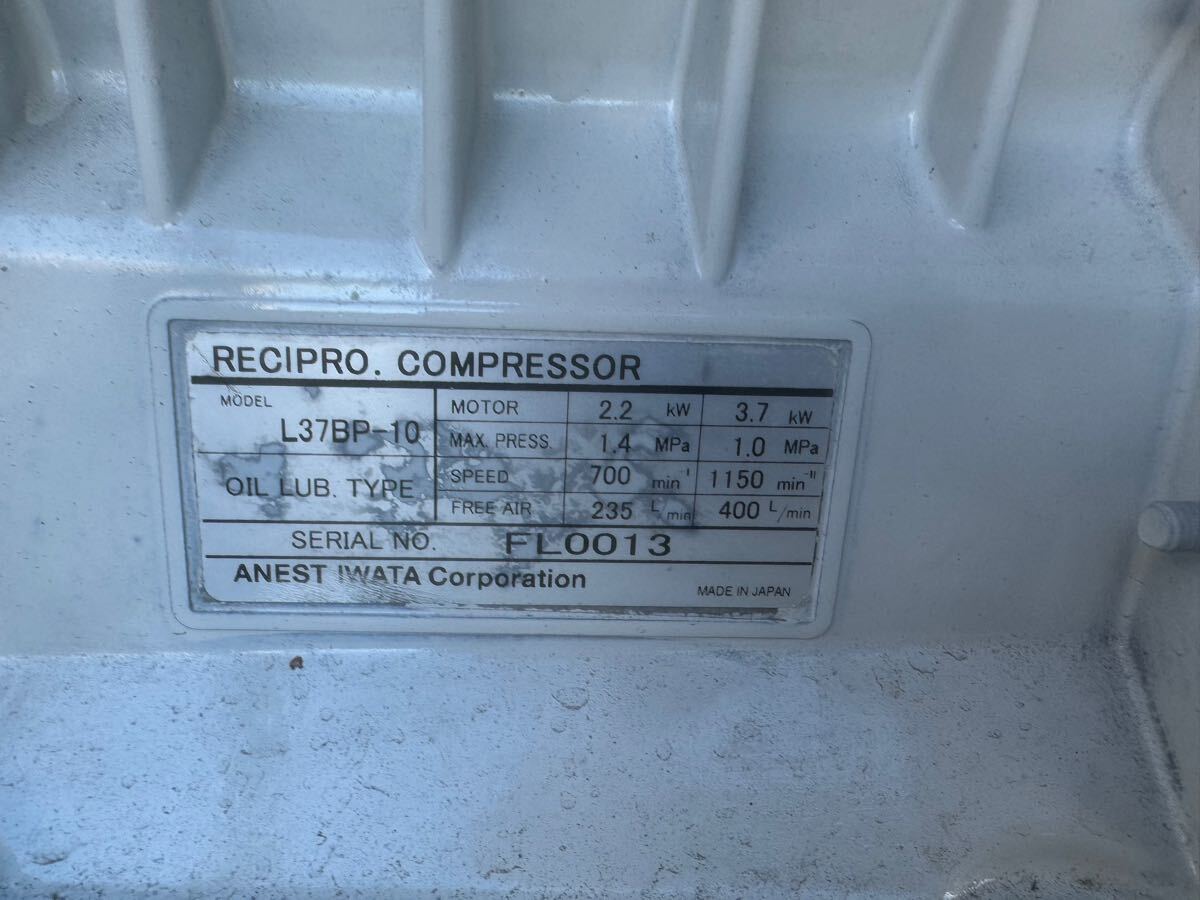 RECIPRO. COMPRESSOR
MODEL
L37BP-10
OIL LUB. TYPE
MOTOR 2.2 kW 3.7 kW
MAX. PRESS. 1.4 MPa 1.0 MPa
SPEED 700 min⁻¹ 1150 min⁻¹
FREE AIR 235 L/min 400 L/min
SERIAL NO. FL0013
ANEST IWATA Corporation
MADE IN JAPAN